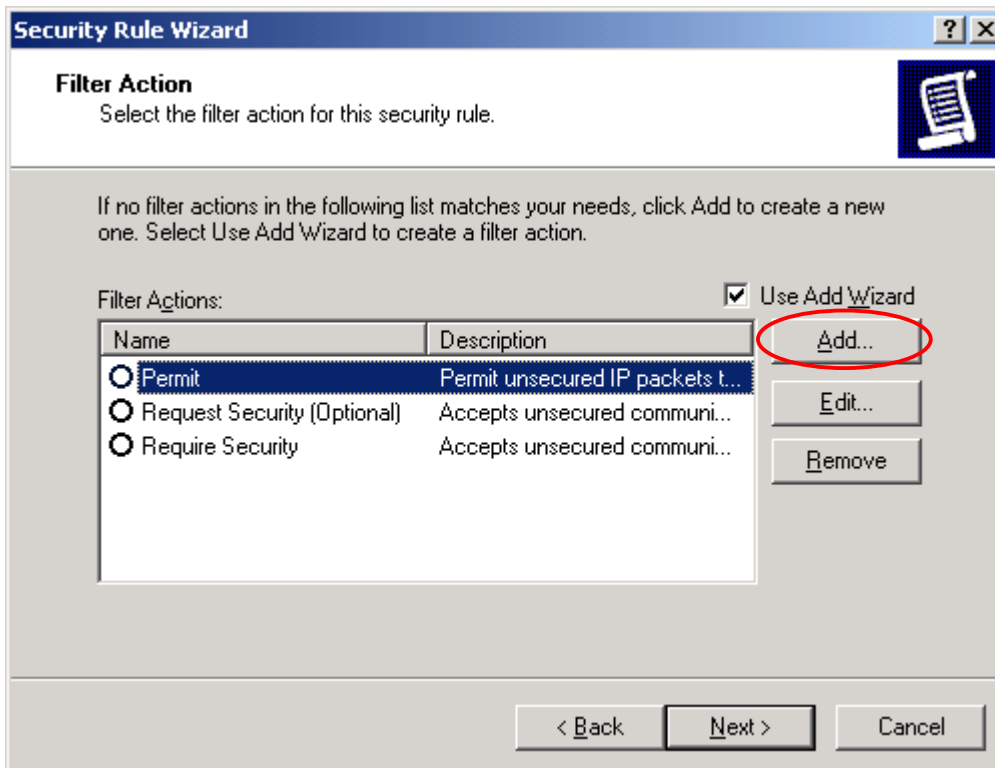 Security Rule Wizard
Filter Action
Select the filter action for this security rule.
If no filter actions in the following list matches your needs, click Add to create a new
one. Select Use Add Wizard to create a filter action.
Filter Actions:
Use Add Wizard
Name Description
Add...
Permit Permit unsecured IP packets t...
Request Security (Optional) Accepts unsecured communi...
Edit...
Require Security Accepts unsecured communi...
Remove
< Back Next > Cancel